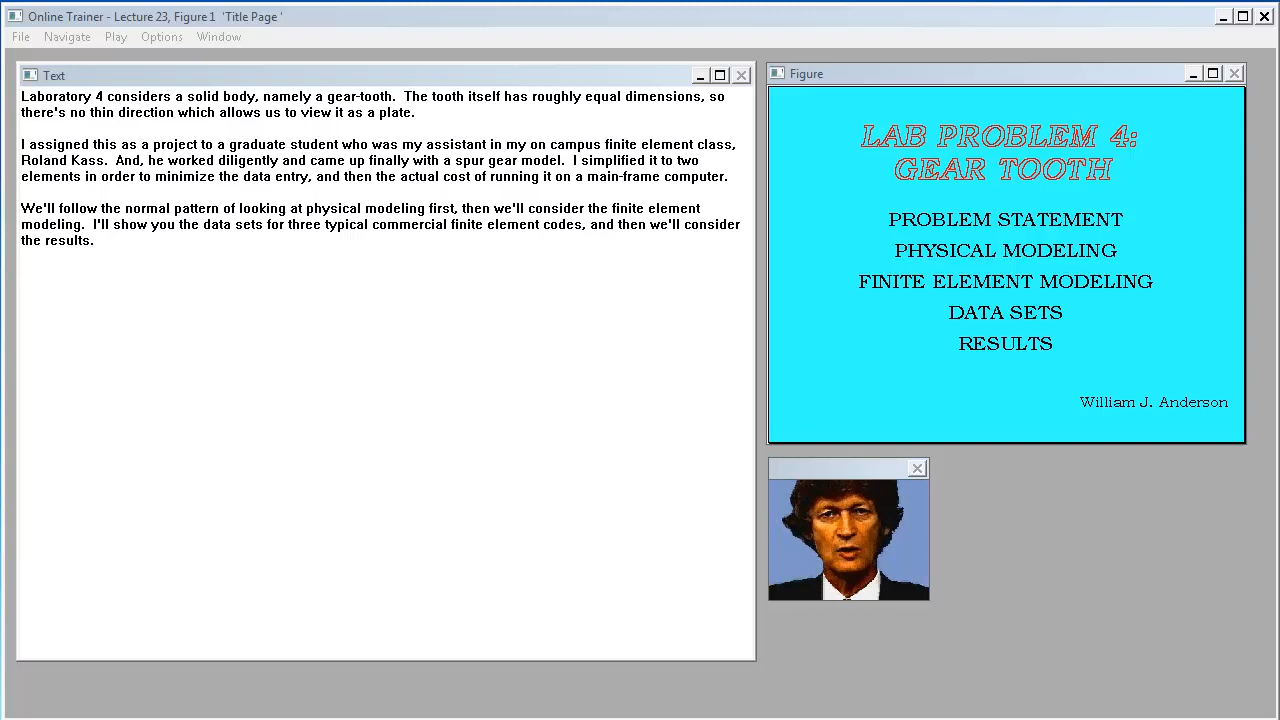 Online Trainer - Lecture 23, Figure 1  'Title Page '
File Navigate Play Options Window
Text
Laboratory 4 considers a solid body, namely a gear-tooth.  The tooth itself has roughly equal dimensions, so
there's no thin direction which allows us to view it as a plate.
I assigned this as a project to a graduate student who was my assistant in my on campus finite element class,
Roland Kass.  And, he worked diligently and came up finally with a spur gear model.  I simplified it to two
elements in order to minimize the data entry, and then the actual cost of running it on a main-frame computer.
We'll follow the normal pattern of looking at physical modeling first, then we'll consider the finite element
modeling.  I'll show you the data sets for three typical commercial finite element codes, and then we'll consider
the results.
Figure
LAB PROBLEM 4:
GEAR TOOTH
PROBLEM STATEMENT
PHYSICAL MODELING
FINITE ELEMENT MODELING
DATA SETS
RESULTS
William J. Anderson